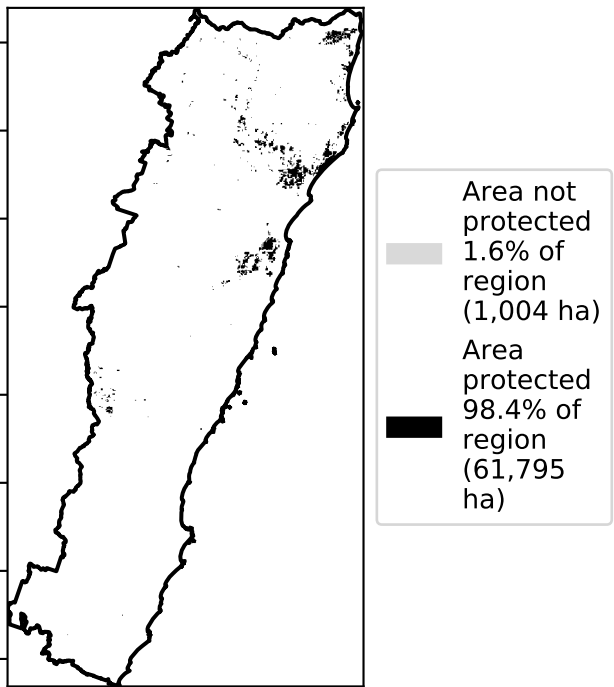 Area not
protected
1.6% of
region
(1,004 ha)
Area
protected
98.4% of
region
(61,795
ha)